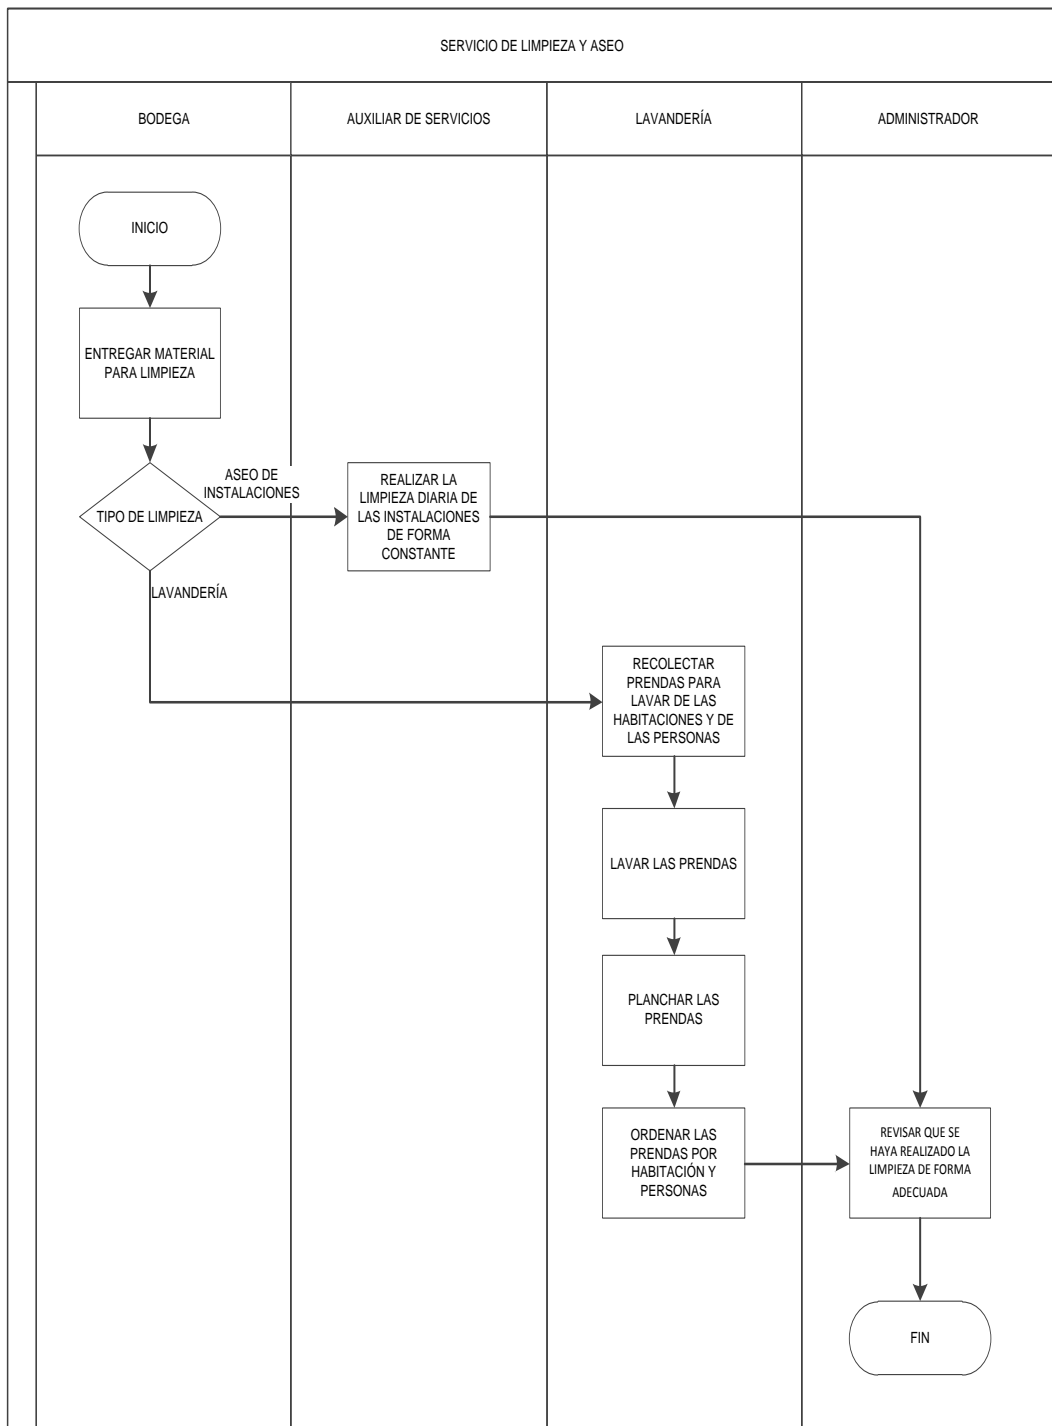 SERVICIO DE LIMPIEZA Y ASEO
BODEGA
AUXILIAR DE SERVICIOS
LAVANDERÍA
ADMINISTRADOR
INICIO
ENTREGAR MATERIAL
PARA LIMPIEZA
TIPO DE LIMPIEZA
ASEO DE
INSTALACIONES
REALIZAR LA
LIMPIEZA DIARIA DE
LAS INSTALACIONES
DE FORMA
CONSTANTE
LAVANDERÍA
RECOLECTAR
PRENDAS PARA
LAVAR DE LAS
HABITACIONES Y DE
LAS PERSONAS
LAVAR LAS PRENDAS
PLANCHAR LAS
PRENDAS
ORDENAR LAS
PRENDAS POR
HABITACIÓN Y
PERSONAS
REVISAR QUE SE
HAYA REALIZADO LA
LIMPIEZA DE FORMA
ADECUADA
FIN